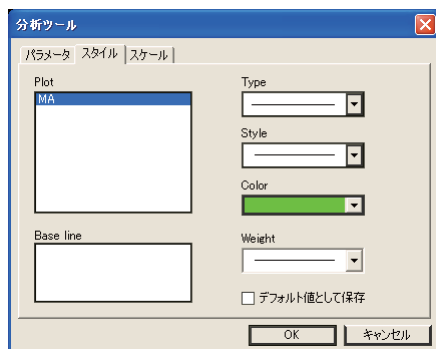 分析ツール
パラメータ スタイル スケール
Plot
MA
Type
Style
Color
Base line
Weight
デフォルト値として保存
OK キャンセル